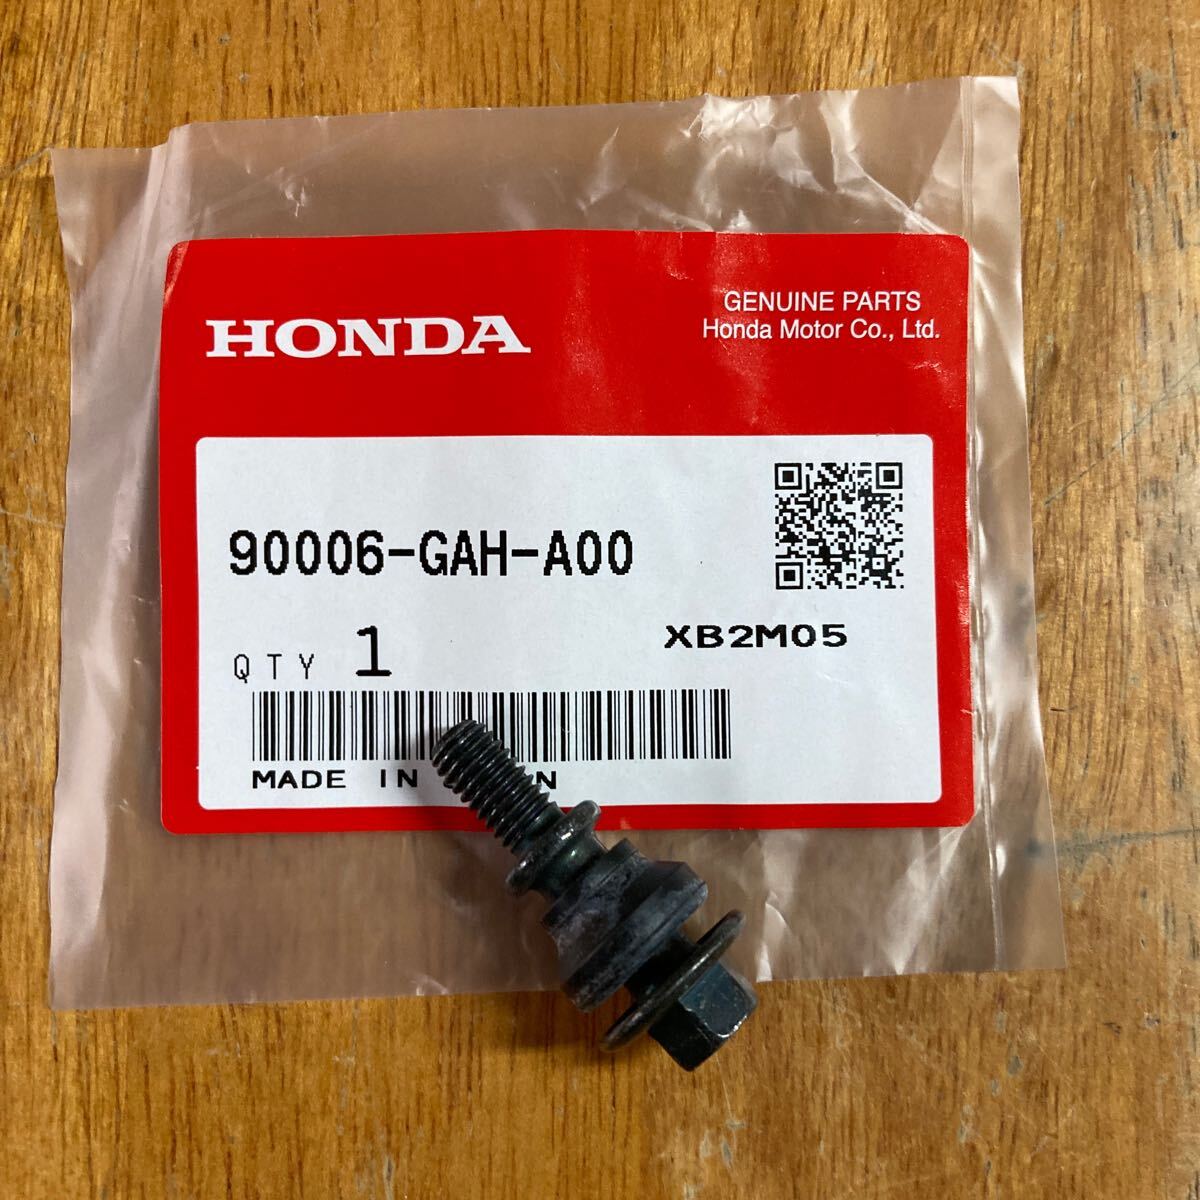 HONDA
GENUINE PARTS
Honda Motor Co., Ltd.
90006-GAH-A00
XB2M05
QTY 1
MADE IN